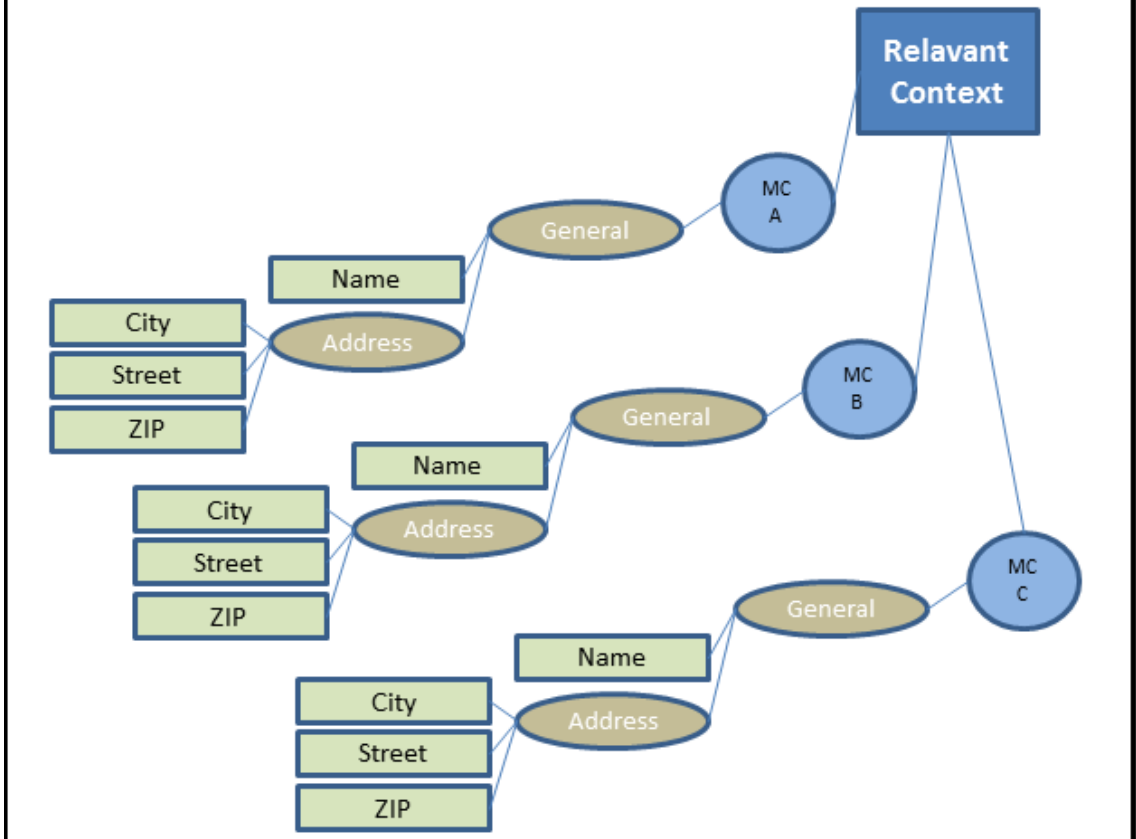 Relavant
Context
MC
A
General
Name
City
Address
Street
ZIP
MC
B
General
Name
City
Address
Street
ZIP
MC
C
General
Name
City
Address
Street
ZIP